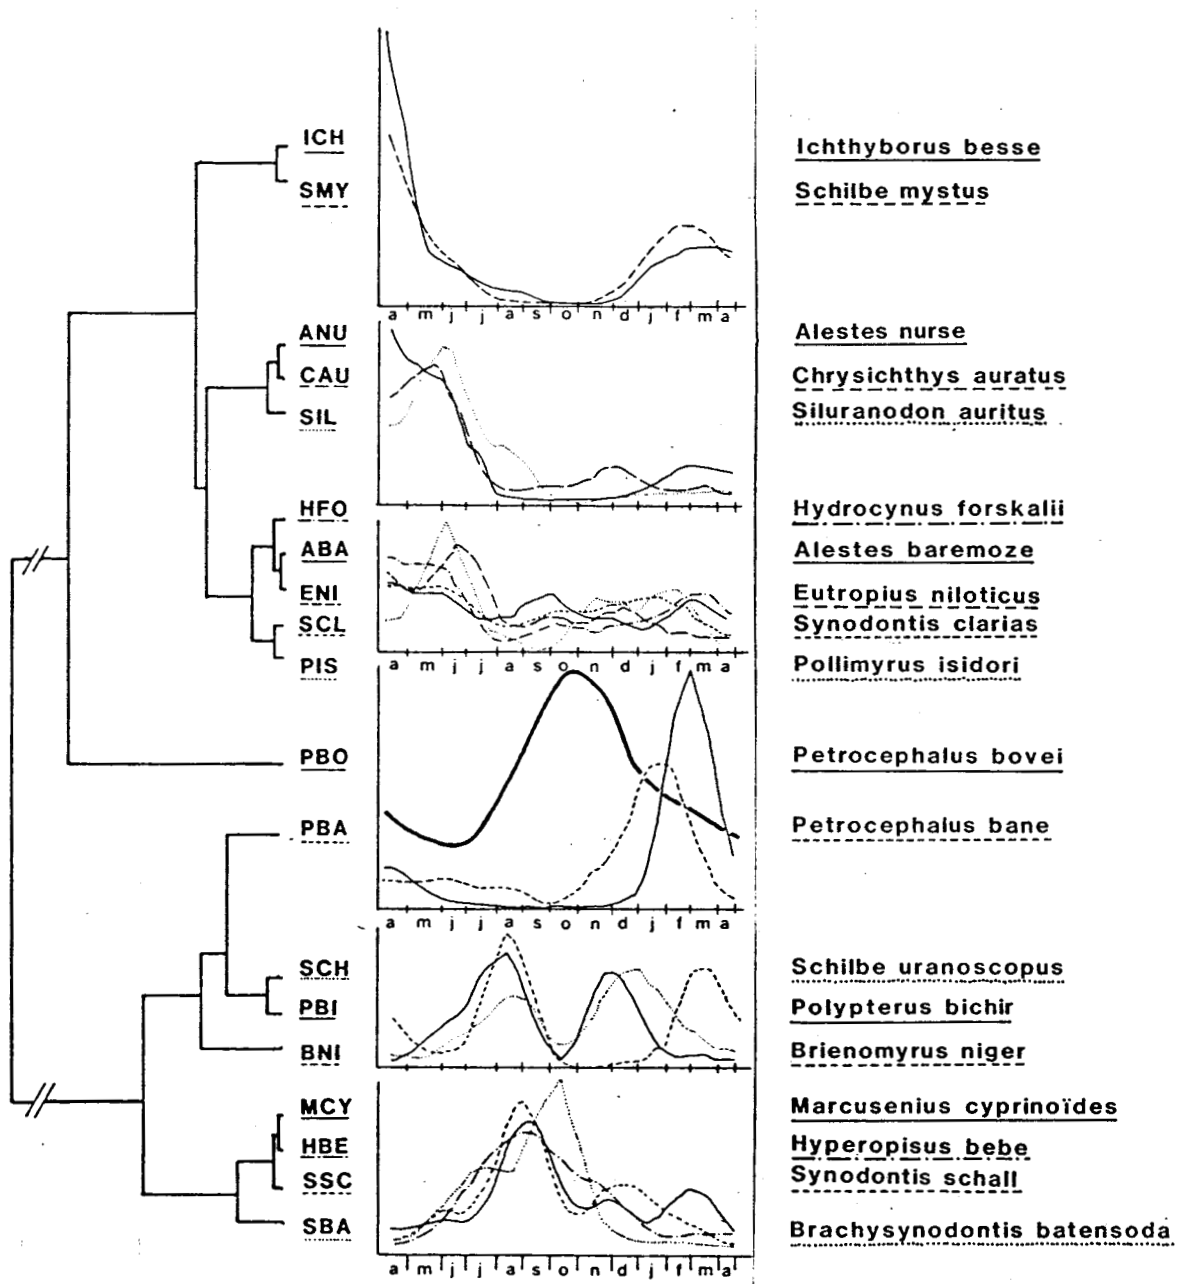 ICH Ichthyborus besse
SMY Schilbe mystus
a m j j a s o n d j f m a
ANU Alestes nurse
CAU Chrysichthys auratus
SIL Siluranodon auritus
HFO Hydrocynus forskalii
ABA Alestes baremoze
ENI Eutropius niloticus
SCL Synodontis clarias
PIS Pollimyrus isidori
a m j j a s o n d j f m a
PBO Petrocephalus bovei
PBA Petrocephalus bane
a m j j a s o n d j f m a
SCH Schilbe uranoscopus
PBI Polypterus bichir
BNI Brienomyrus niger
MCY Marcusenius cyprinoïdes
HBE Hyperopisus bebe
SSC Synodontis schall
SBA Brachysynodontis batensoda
a m j j a s o n d j f m a